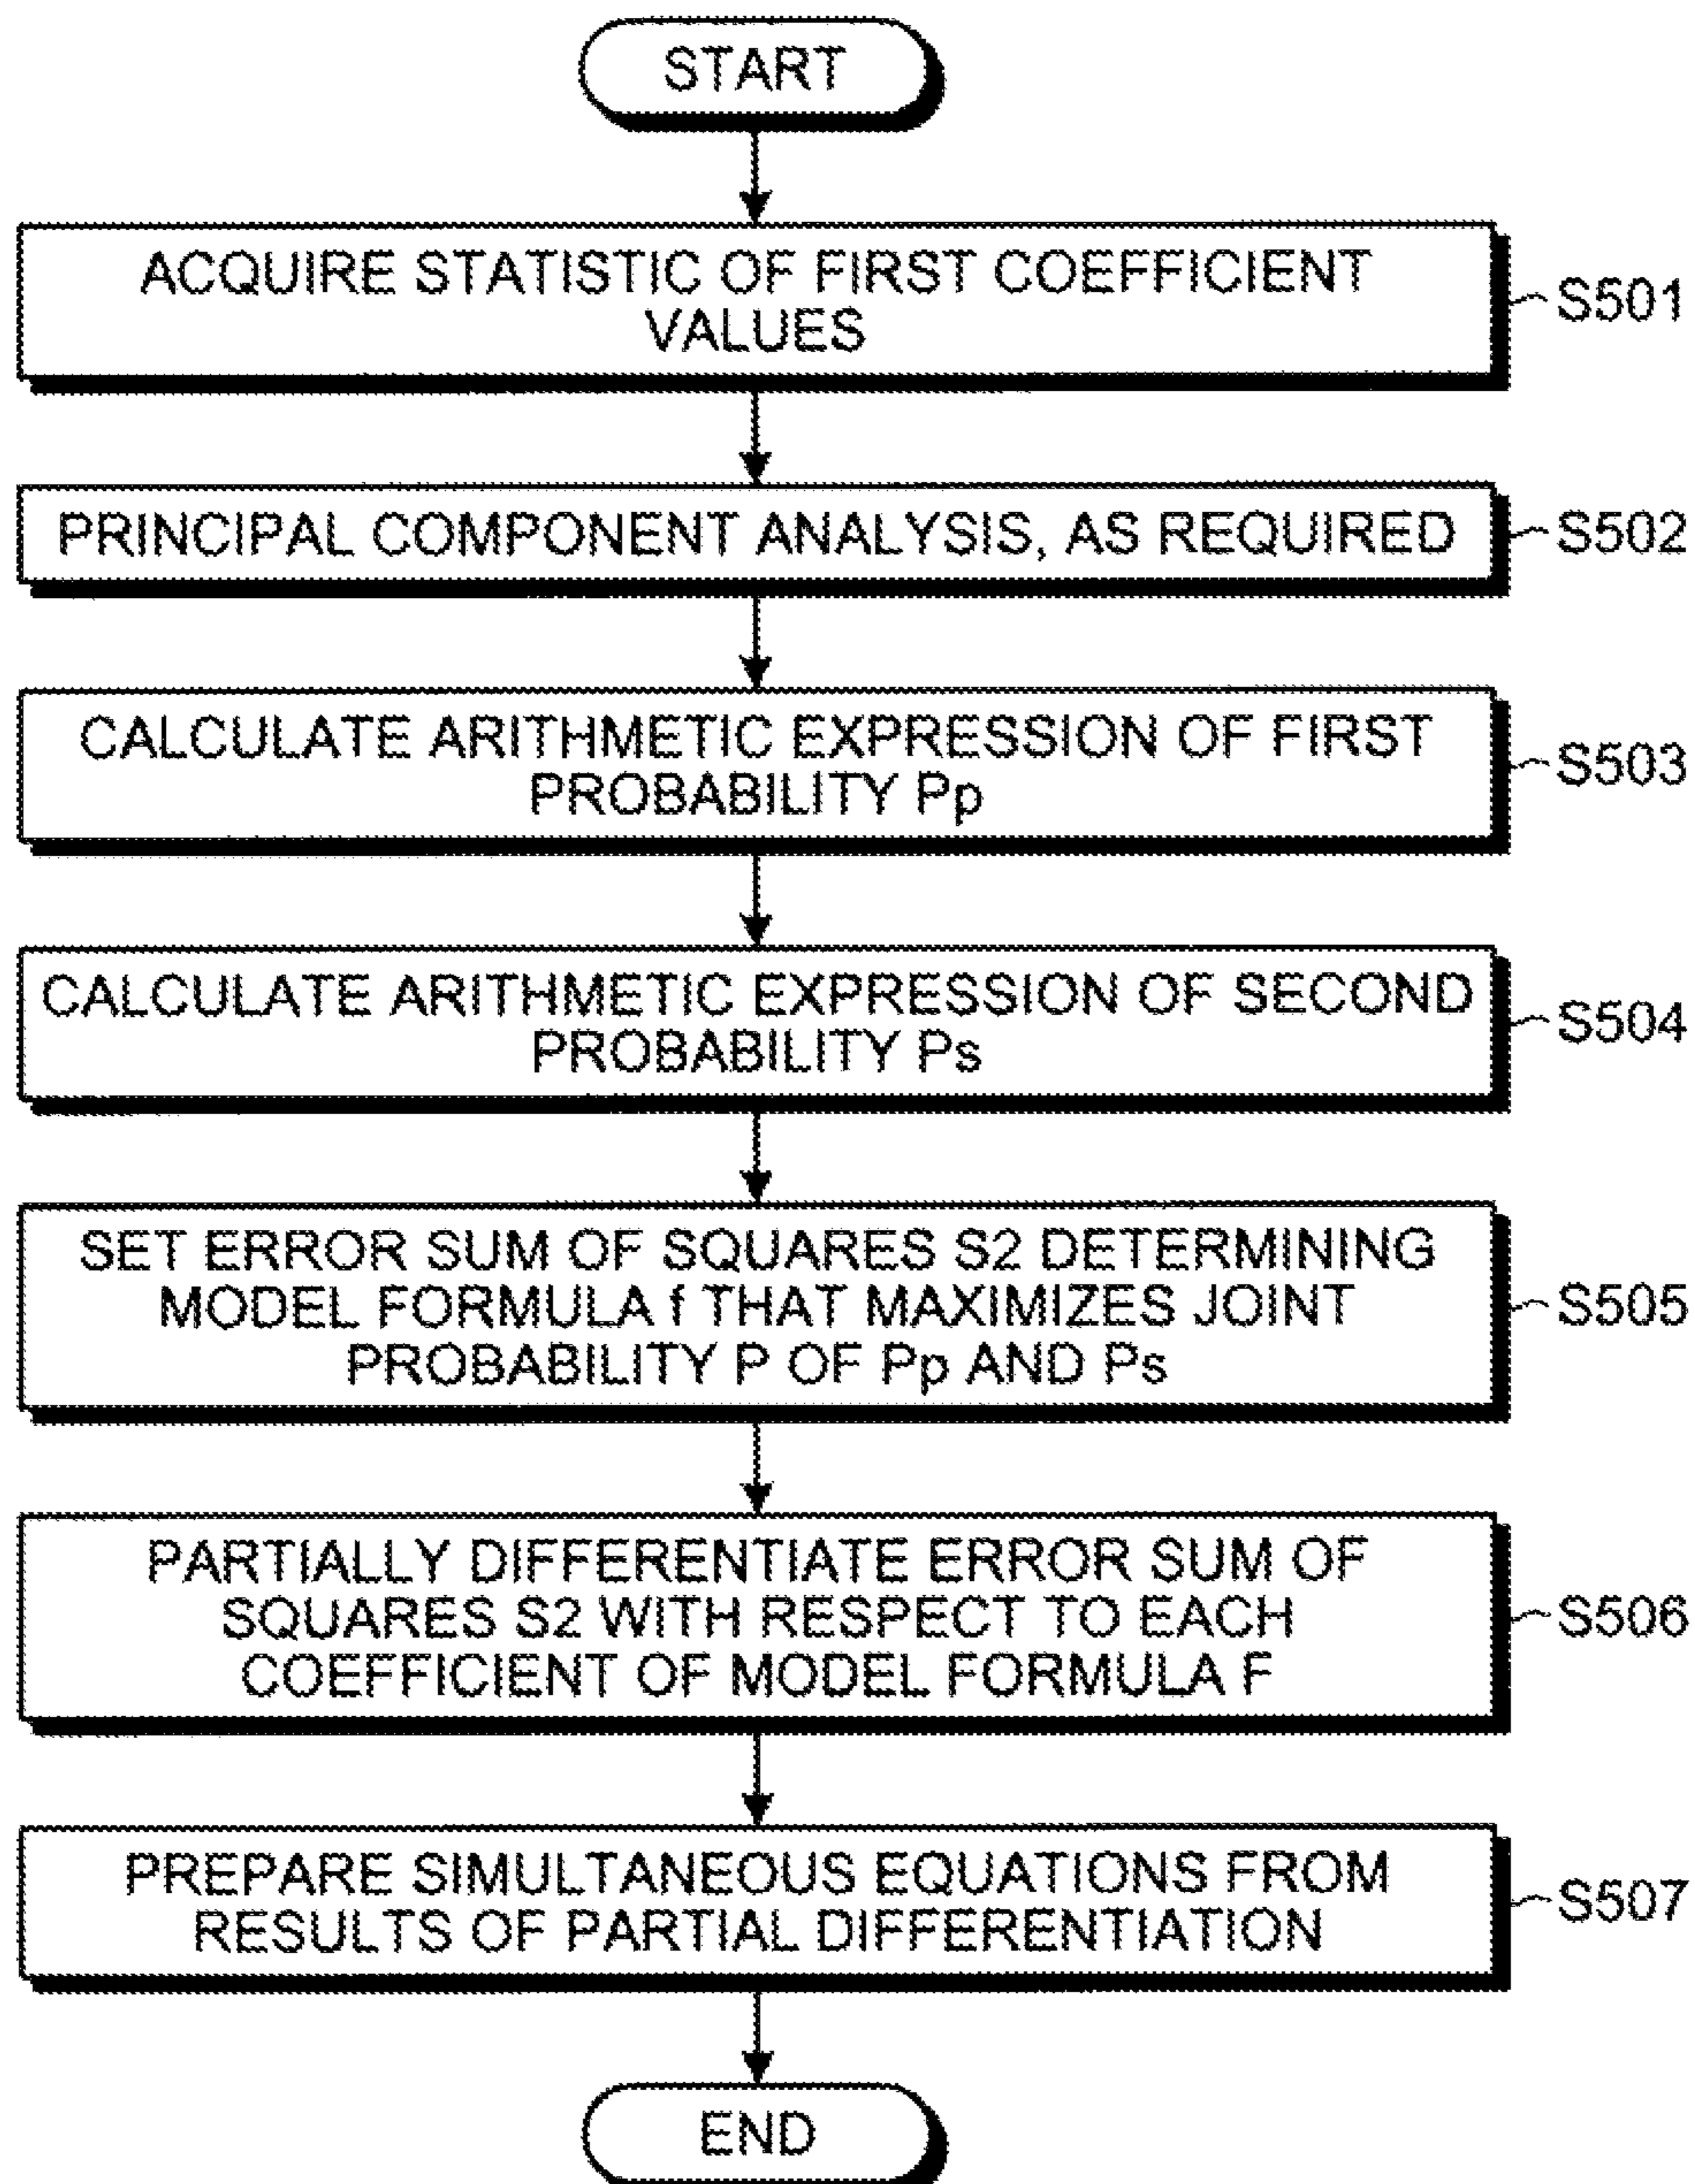 START
ACQUIRE STATISTIC OF FIRST COEFFICIENT
VALUES
S501
PRINCIPAL COMPONENT ANALYSIS, AS REQUIRED
S502
CALCULATE ARITHMETIC EXPRESSION OF FIRST
PROBABILITY Pp
S503
CALCULATE ARITHMETIC EXPRESSION OF SECOND
PROBABILITY Ps
S504
SET ERROR SUM OF SQUARES S2 DETERMINING
MODEL FORMULA f THAT MAXIMIZES JOINT
PROBABILITY P OF Pp AND Ps
S505
PARTIALLY DIFFERENTIATE ERROR SUM OF
SQUARES S2 WITH RESPECT TO EACH
COEFFICIENT OF MODEL FORMULA F
S506
PREPARE SIMULTANEOUS EQUATIONS FROM
RESULTS OF PARTIAL DIFFERENTIATION
S507
END